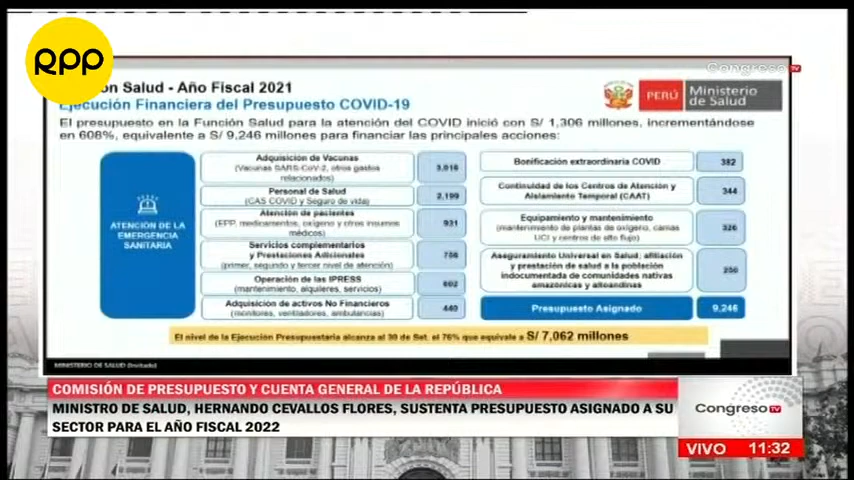 rpp
Congreso TV
ón Salud - Año Fiscal 2021
Ejecución Financiera del Presupuesto COVID-19
PERÚ
Ministerio
de Salud
El presupuesto en la Función Salud para la atención del COVID inició con S/ 1,306 millones, incrementándose
en 608%, equivalente a S/ 9,246 millones para financiar las principales acciones:
ATENCIÓN DE LA
EMERGENCIA
SANITARIA
Adquisición de Vacunas
(Vacunas SARS-CoV-2, otros gastos
relacionados)
3,016
Personal de Salud
(CAS COVID y Seguro de vida)
2,199
Atención de pacientes
(EPP, medicamentos, oxígeno y otros insumos
médicos)
931
Servicios complementarios
y Prestaciones Adicionales
(primer, segundo y tercer nivel de atención)
756
Operación de las IPRESS
(mantenimiento, alquileres, servicios)
602
Adquisición de activos No Financieros
(monitores, ventiladores, ambulancias)
440
Bonificación extraordinaria COVID
382
Continuidad de los Centros de Atención y
Aislamiento Temporal (CAAT)
344
Equipamiento y mantenimiento
(mantenimiento de plantas de oxígeno, camas
UCI y centros de alto flujo)
326
Aseguramiento Universal en Salud; afiliación
y prestación de salud a la población
indocumentada de comunidades nativas
amazónicas y altoandinas
250
Presupuesto Asignado
9,246
El nivel de la Ejecución Presupuestaria alcanza al 30 de Set. el 76% que equivale a S/ 7,062 millones
MINISTERIO DE SALUD (Invitado)
COMISIÓN DE PRESUPUESTO Y CUENTA GENERAL DE LA REPÚBLICA
MINISTRO DE SALUD, HERNANDO CEVALLOS FLORES, SUSTENTA PRESUPUESTO ASIGNADO A SU
SECTOR PARA EL AÑO FISCAL 2022
Congreso TV
VIVO 11:32